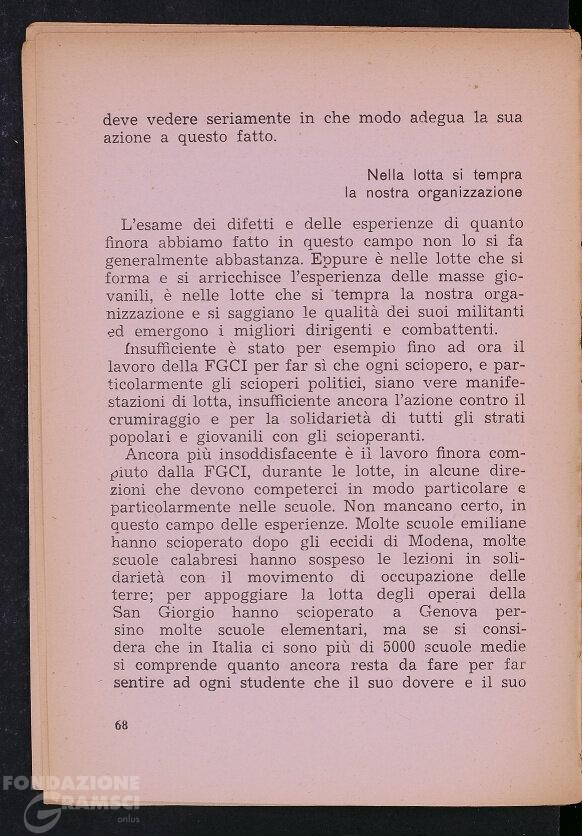 deve vedere seriamente in che modo adegua la sua
azione a questo fatto.
Nella lotta si tempra
la nostra organizzazione
L'esame dei difetti e delle esperienze di quanto
finora abbiamo fatto in questo campo non lo si fa
generalmente abbastanza. Eppure è nelle lotte che si
forma e si arricchisce l'esperienza delle masse gio-
vanili, è nelle lotte che si tempra la nostra orga-
nizzazione e si saggiano le qualità dei suoi militanti
ed emergono i migliori dirigenti e combattenti.
Insufficiente è stato per esempio fino ad ora il
lavoro della FGCI per far sì che ogni sciopero, e par-
ticolarmente gli scioperi politici, siano vere manife-
stazioni di lotta, insufficiente ancora l'azione contro il
crumiraggio e per la solidarietà di tutti gli strati
popolari e giovanili con gli scioperanti.
Ancora più insoddisfacente è il lavoro finora com-
piuto dalla FGCI, durante le lotte, in alcune dire-
zioni che devono competerci in modo particolare e
particolarmente nelle scuole. Non mancano certo, in
questo campo delle esperienze. Molte scuole emiliane
hanno scioperato dopo gli eccidi di Modena, molte
scuole calabresi hanno sospeso le lezioni in soli-
darietà con il movimento di occupazione delle
terre; per appoggiare la lotta degli operai della
San Giorgio hanno scioperato a Genova per-
sino molte scuole elementari, ma se si consi-
dera che in Italia ci sono più di 5000 scuole medie
si comprende quanto ancora resta da fare per far
sentire ad ogni studente che il suo dovere e il suo
68
FONDAZIONE
GRAMSCI
onlus